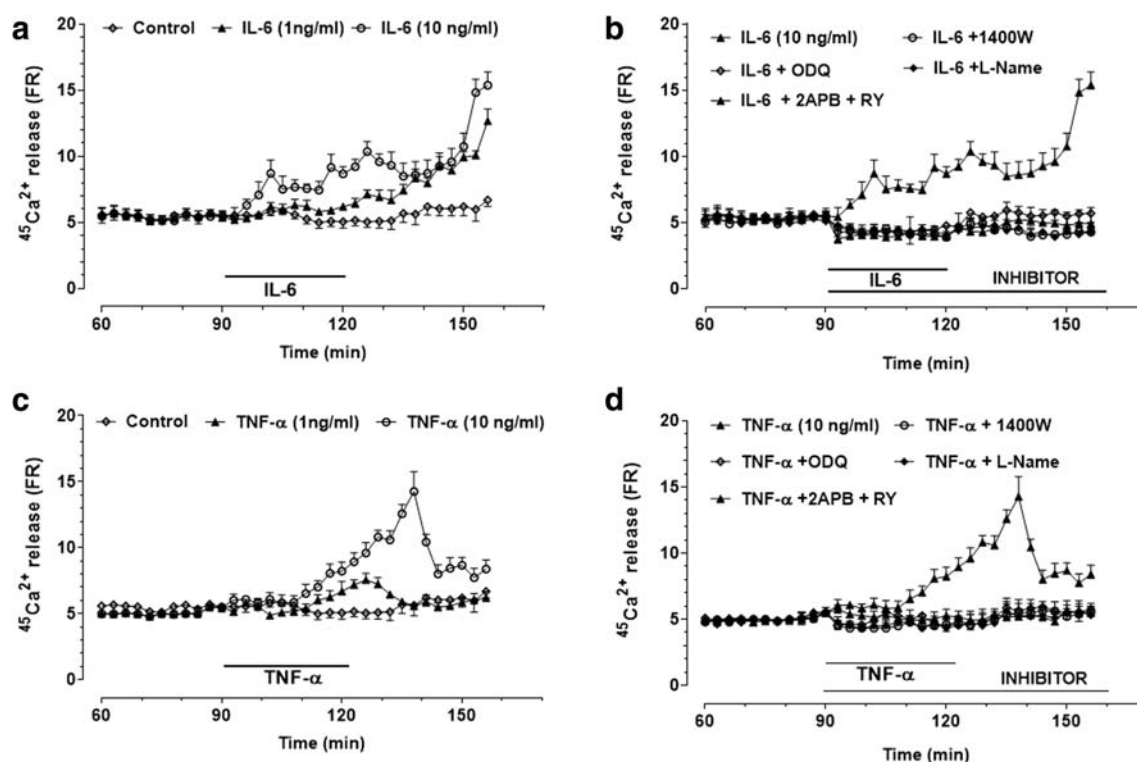 a
Control IL-6 (1ng/ml) IL-6 (10 ng/ml)
20
15
10
5
0
⁴⁵Ca²⁺ release (FR)
IL-6
60 90 120 150
Time (min)
b
IL-6 (10 ng/ml) IL-6 +1400W
IL-6 + ODQ IL-6 +L-Name
IL-6 + 2APB + RY
20
15
10
5
0
⁴⁵Ca²⁺ release (FR)
IL-6 INHIBITOR
60 90 120 150
Time (min)
c
Control TNF-α (1ng/ml) TNF-α (10 ng/ml)
20
15
10
5
0
⁴⁵Ca²⁺ release (FR)
TNF-α
60 90 120 150
Time (min)
d
TNF-α (10 ng/ml) TNF-α + 1400W
TNF-α +ODQ TNF-α + L-Name
TNF-α +2APB + RY
20
15
10
5
0
⁴⁵Ca²⁺ release (FR)
TNF-α INHIBITOR
60 90 120 150
Time (min)